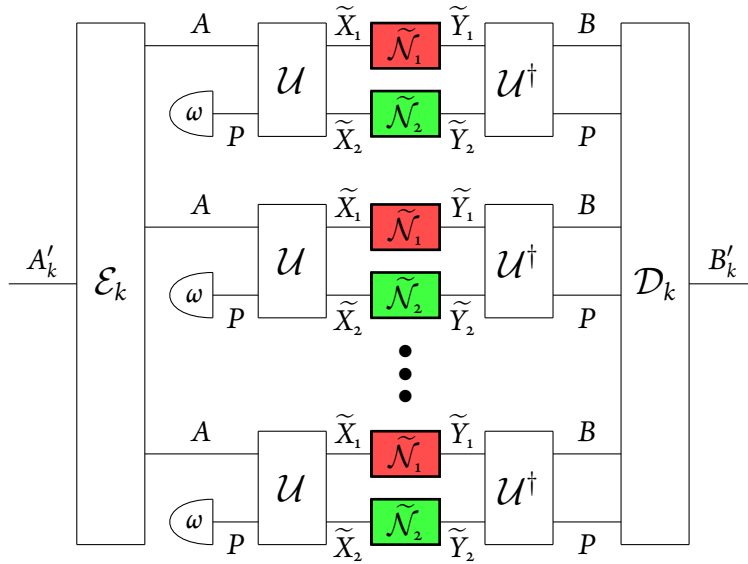 A X̃₁ Ñ₁ Ỹ₁ B
U U†
ω P X̃₂ Ñ₂ Ỹ₂ P
A X̃₁ Ñ₁ Ỹ₁ B
A′ₖ Eₖ U U† Dₖ B′ₖ
ω P X̃₂ Ñ₂ Ỹ₂ P
A X̃₁ Ñ₁ Ỹ₁ B
U U†
ω P X̃₂ Ñ₂ Ỹ₂ P